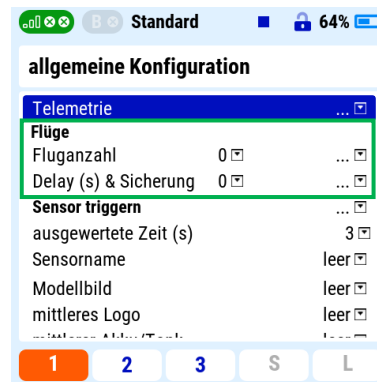 B Standard 64%
allgemeine Konfiguration
Telemetrie ...
Flüge
Fluganzahl 0 ...
Delay (s) & Sicherung 0 ...
Sensor triggern ...
ausgewertete Zeit (s) 3
Sensorname leer
Modellbild leer
mittleres Logo leer
1 2 3 S L